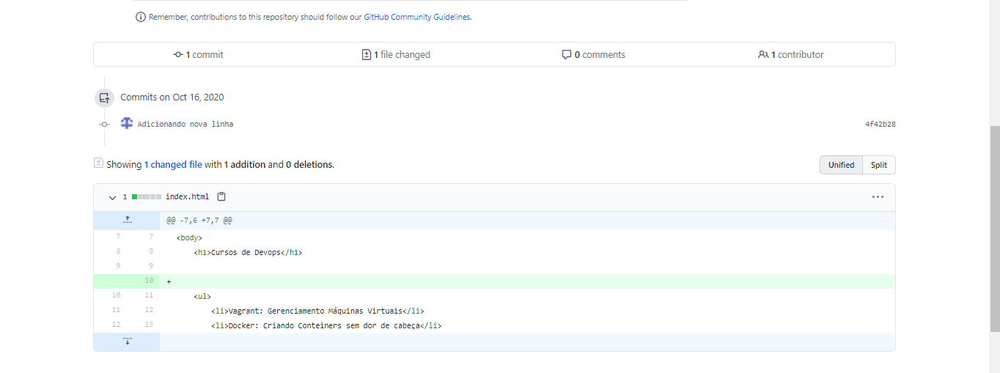 Remember, contributions to this repository should follow our GitHub Community Guidelines.
1 commit
1 file changed
0 comments
1 contributor
Commits on Oct 16, 2020
Adicionando nova linha 4f42b28
Showing 1 changed file with 1 addition and 0 deletions.
Unified Split
1 index.html
@@ -7,6 +7,7 @@
7 7 <body>
8 8 <h1>Cursos de Devops</h1>
9 9
10 +
10 11 <ul>
11 12 <li>Vagrant: Gerenciamento Máquinas Virtuais</li>
12 13 <li>Docker: Criando Conteiners sem dor de cabeça</li>